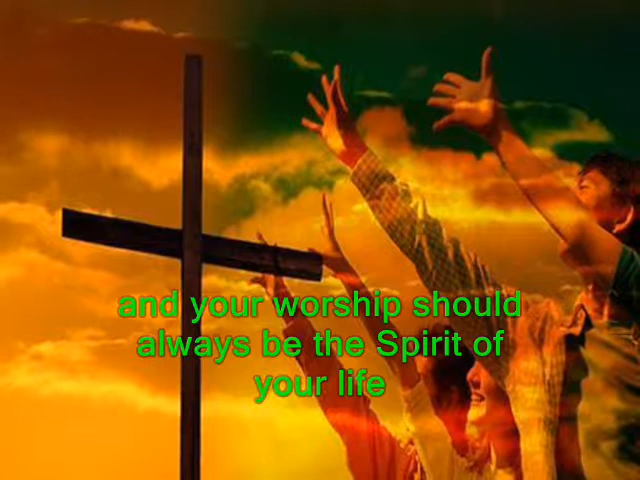 and your worship should
always be the Spirit of
your life